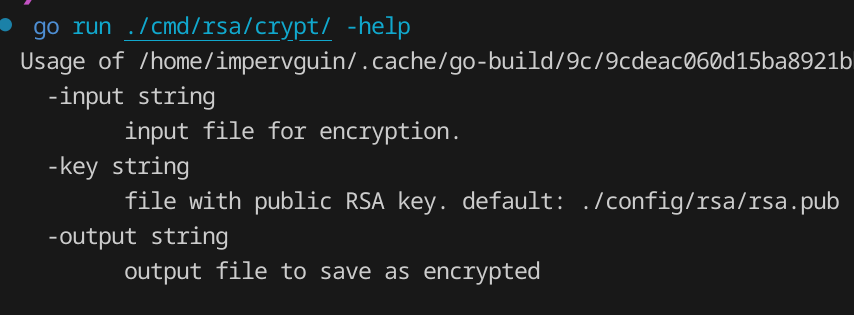 go run ./cmd/rsa/crypt/ -help
Usage of /home/impervguin/.cache/go-build/9c/9cdeac060d15ba8921b
-input string
input file for encryption.
-key string
file with public RSA key. default: ./config/rsa/rsa.pub
-output string
output file to save as encrypted